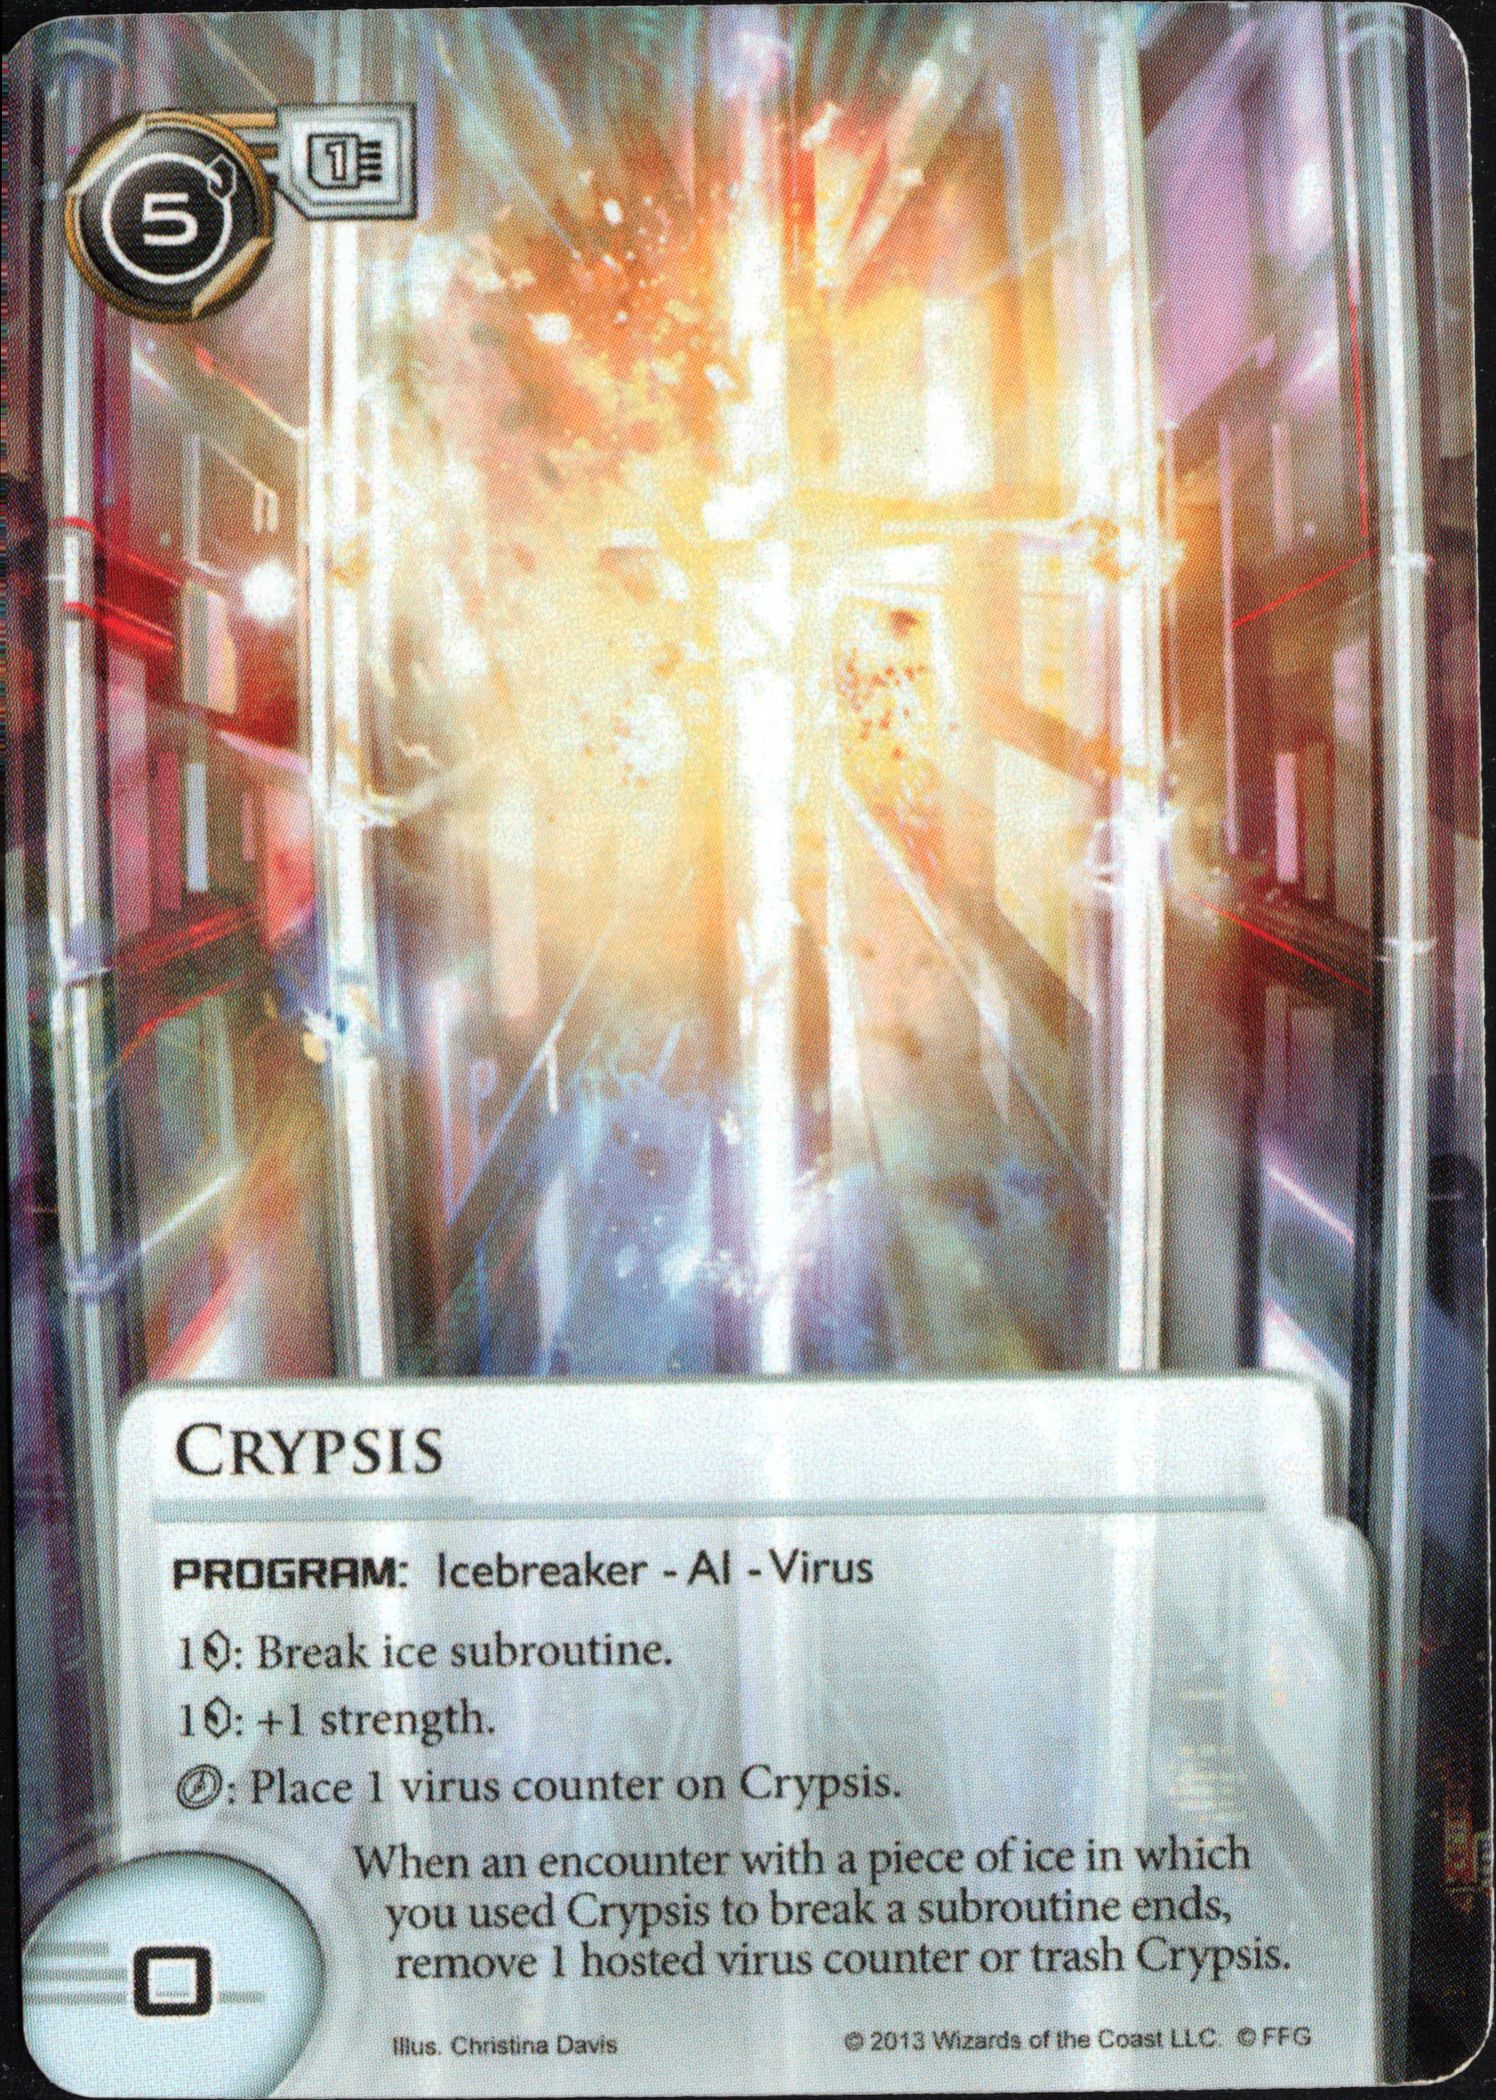 5
1
CRYPSIS
PROGRAM: Icebreaker - AI - Virus
1: Break ice subroutine.
1: +1 strength.
: Place 1 virus counter on Crypsis.
When an encounter with a piece of ice in which
you used Crypsis to break a subroutine ends,
remove 1 hosted virus counter or trash Crypsis.
0
Illus. Christina Davis
© 2013 Wizards of the Coast LLC. © FFG